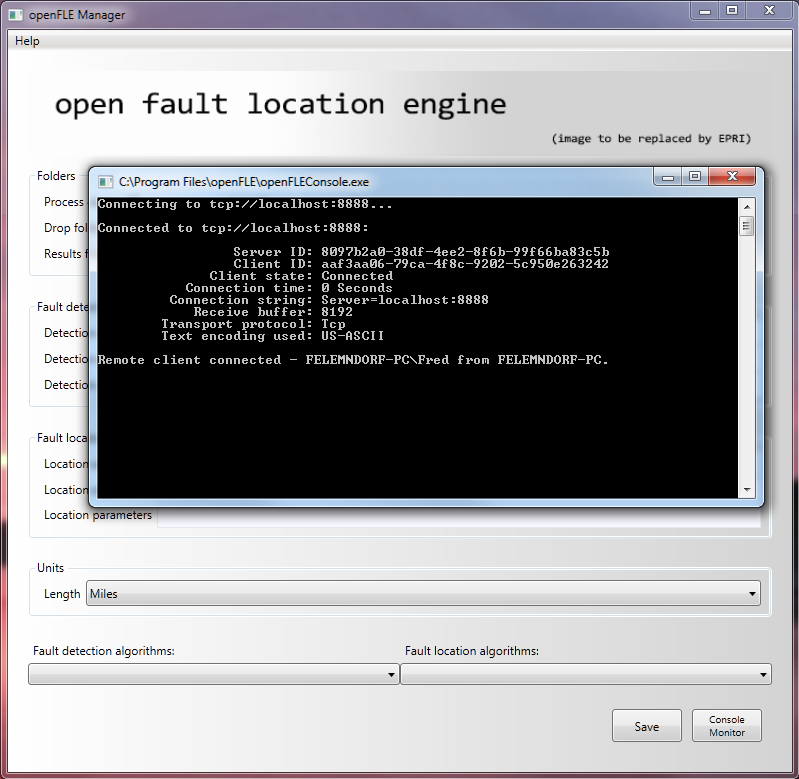 openFLE Manager
Help
open fault location engine
(image to be replaced by EPRI)
Folders
Process
Drop fol
Results f
C:\Program Files\openFLE\openFLEConsole.exe
Connecting to tcp://localhost:8888...
Connected to tcp://localhost:8888:
Server ID: 8097b2a0-38df-4ee2-8f6b-99f66ba83c5b
Client ID: aaf3aa06-79ca-4f8c-9202-5c950e263242
Client state: Connected
Connection time: 0 Seconds
Connection string: Server=localhost:8888
Receive buffer: 8192
Transport protocol: Tcp
Text encoding used: US-ASCII
Remote client connected - FELEMNDORF-PC\Fred from FELEMNDORF-PC.
Fault dete
Detectio
Detectio
Detectio
Fault loca
Location
Location
Location parameters
Units
Length Miles
Fault detection algorithms: Fault location algorithms:
Save Console
Monitor